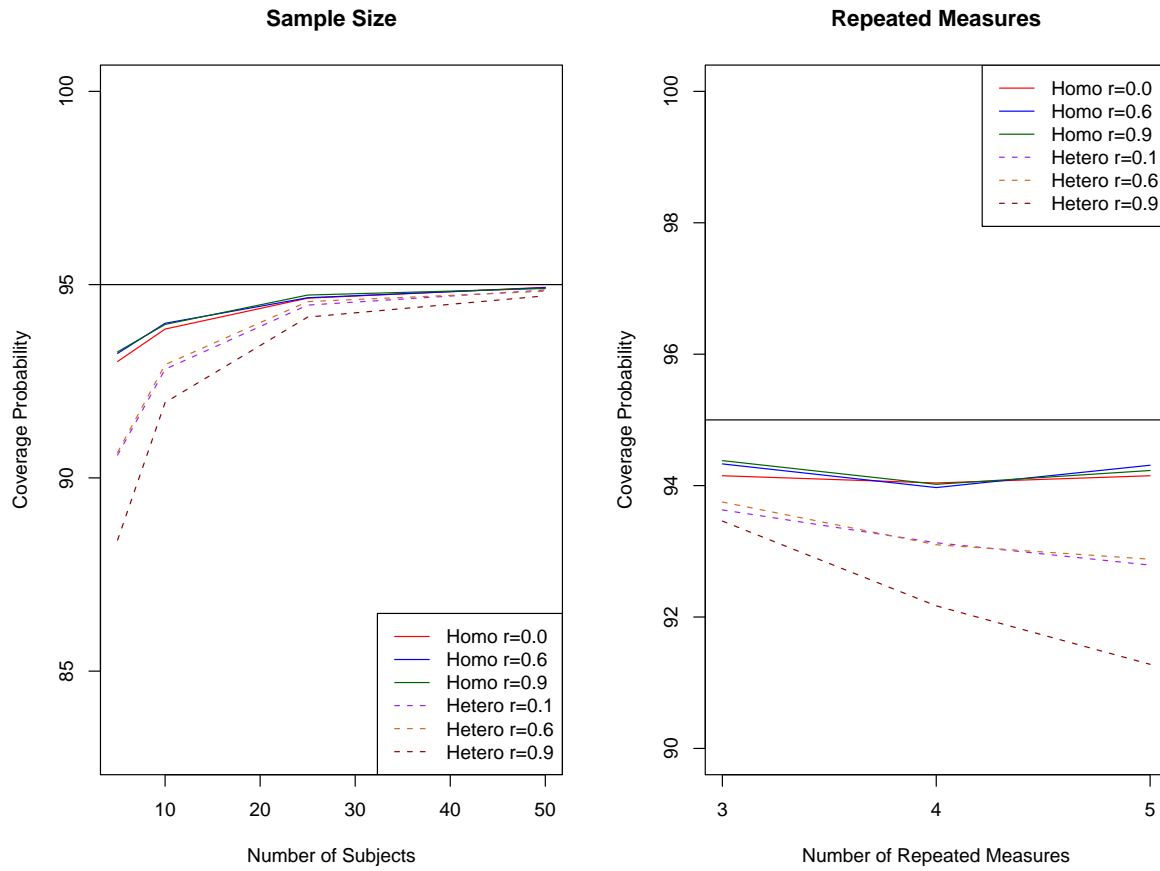 Sample Size
Coverage Probability
100
95
90
85
10
20
30
40
50
Number of Subjects
Homo r=0.0
Homo r=0.6
Homo r=0.9
Hetero r=0.1
Hetero r=0.6
Hetero r=0.9
Repeated Measures
Coverage Probability
100
98
96
94
92
90
3
4
5
Number of Repeated Measures
Homo r=0.0
Homo r=0.6
Homo r=0.9
Hetero r=0.1
Hetero r=0.6
Hetero r=0.9